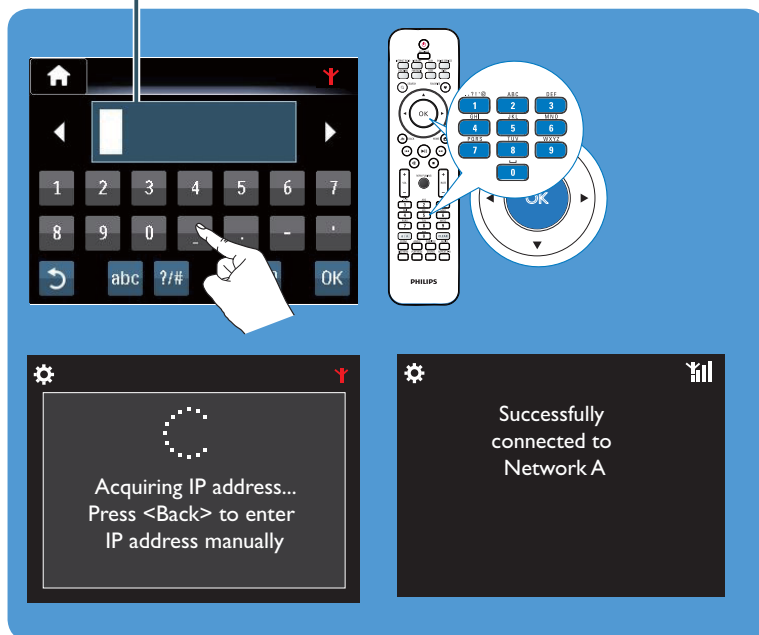 1 2 3 4 5 6 7
8 9 0 _ . - '
abc ?/# OK
OK
..?!'@ ABC DEF
1 2 3
GHI JKL MNO
4 5 6
PQRS TUV WXYZ
7 8 9
0
OK
PHILIPS
Acquiring IP address...
Press <Back> to enter
IP address manually
Successfully
connected to
Network A